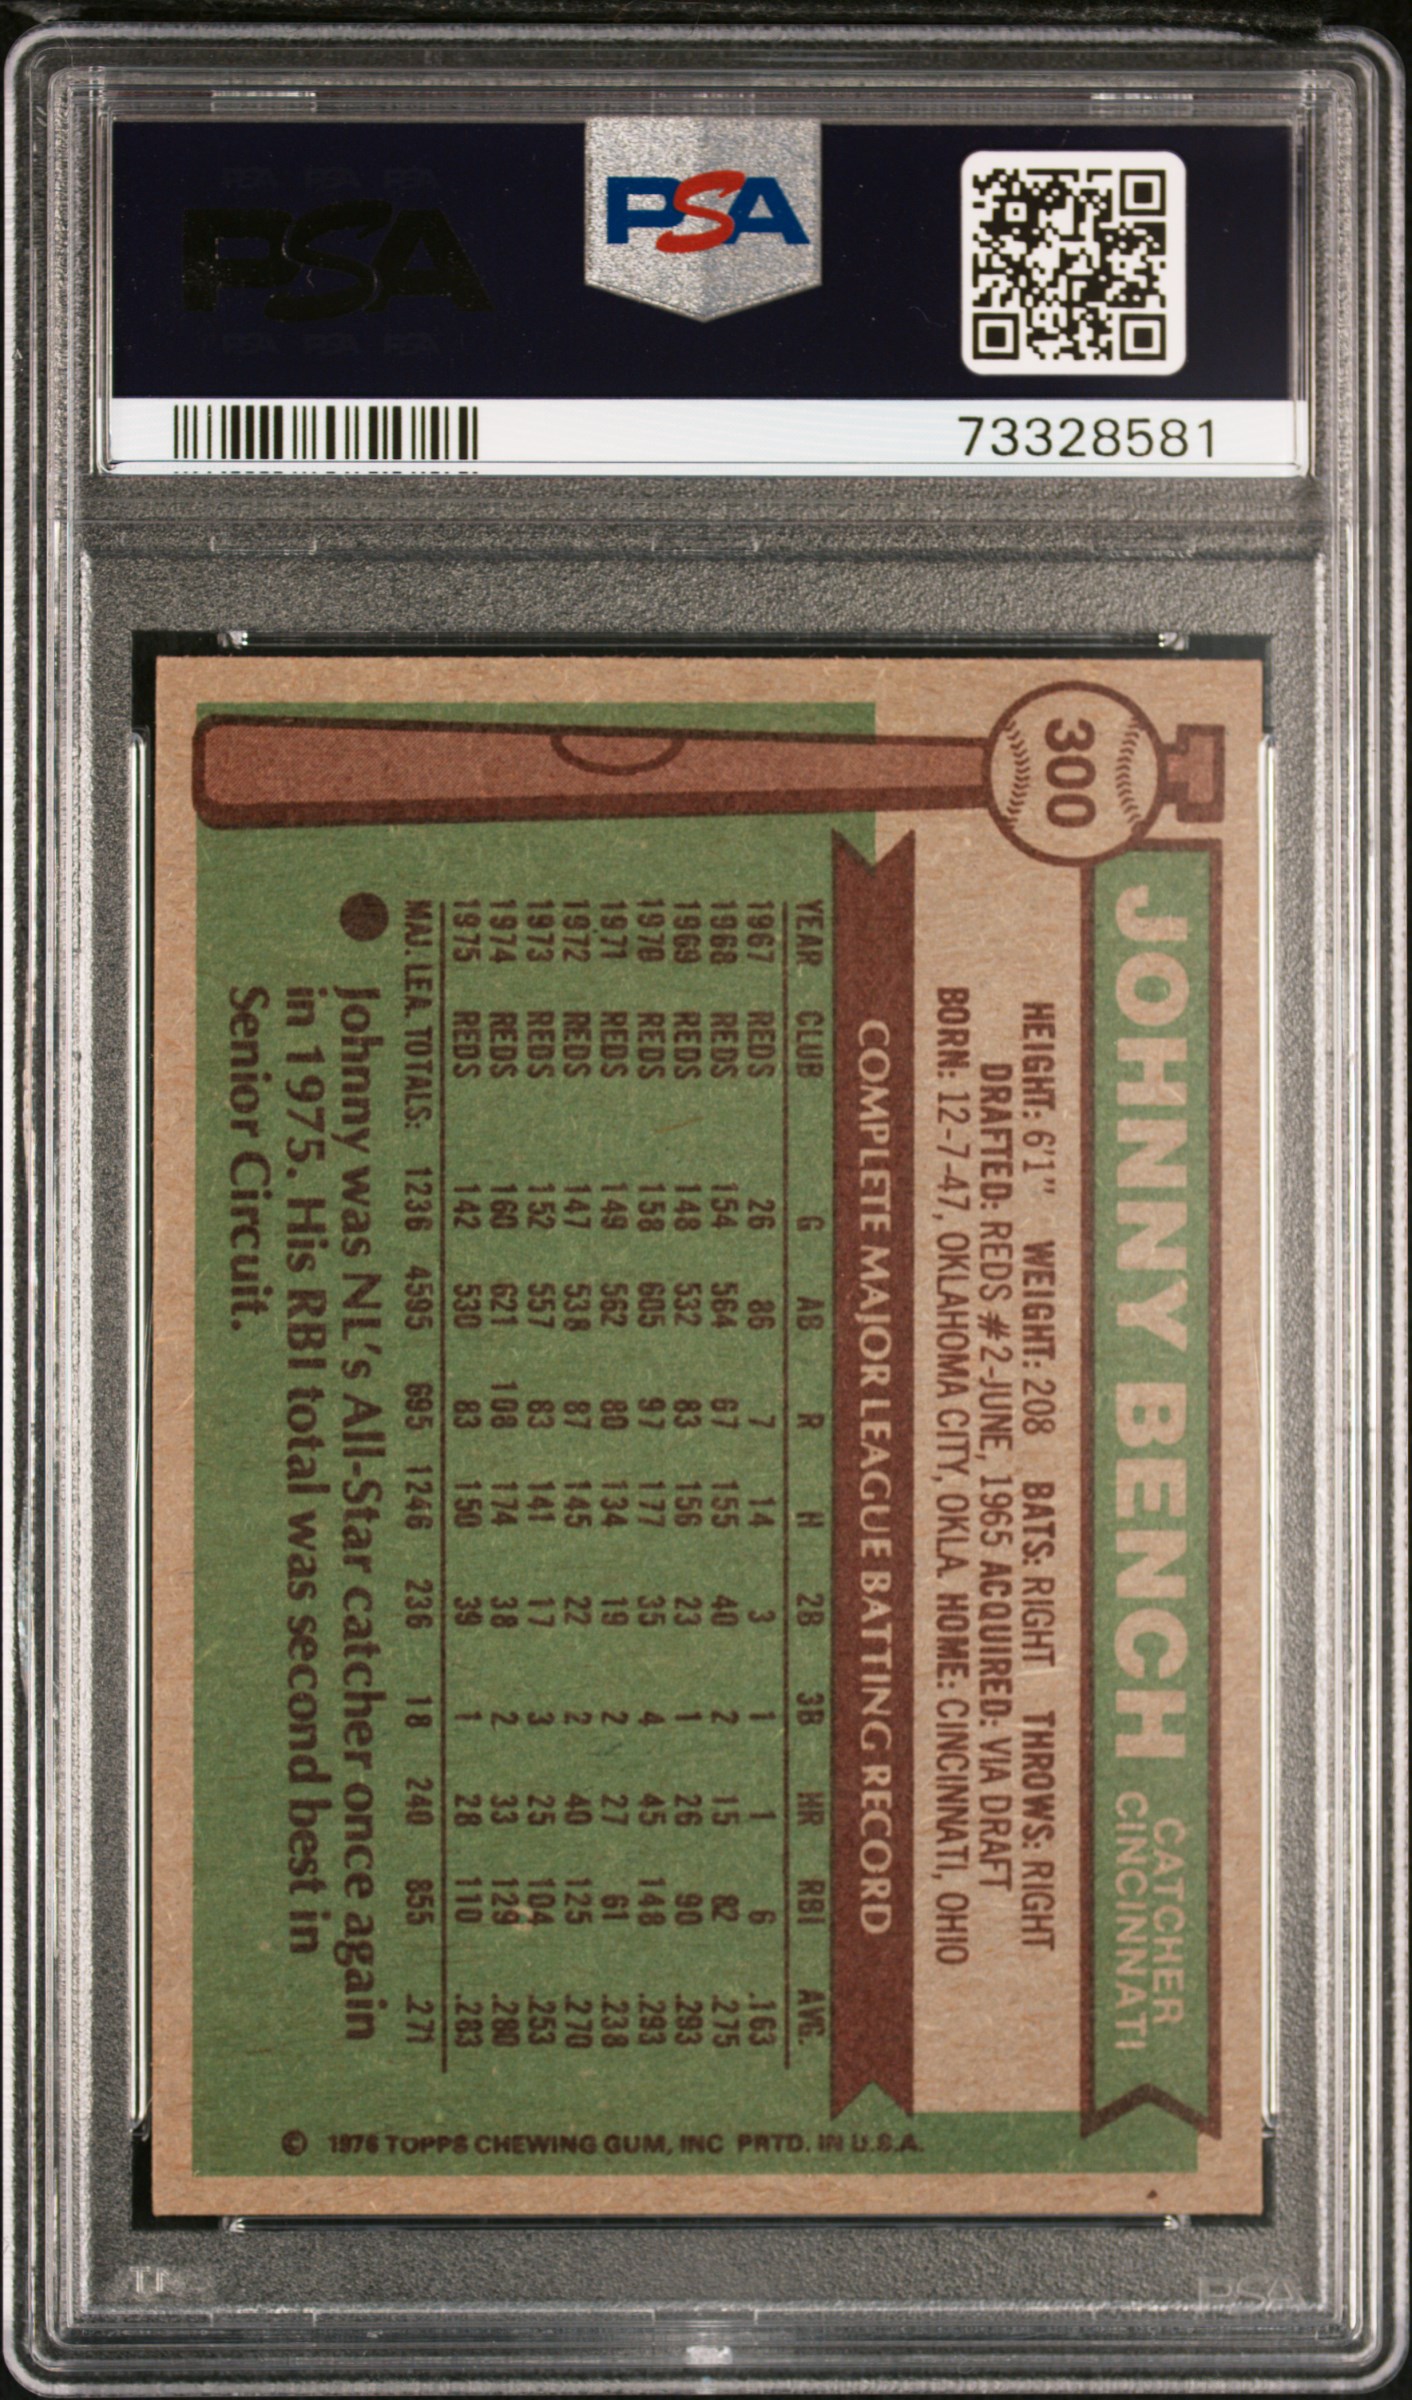 PSA
PSA
PSA PSA PSA
PSA PSA PSA
73328581
300
JOHNNY BENCH
CATCHER
CINCINNATI
HEIGHT: 6'1" WEIGHT: 208 BATS: RIGHT THROWS: RIGHT
DRAFTED: REDS #2-JUNE, 1965 ACQUIRED: VIA DRAFT
BORN: 12-7-47, OKLAHOMA CITY, OKLA. HOME: CINCINNATI, OHIO
COMPLETE MAJOR LEAGUE BATTING RECORD
YEAR CLUB G AB R H 2B 3B HR RBI AVG.
1967 REDS 26 86 7 14 3 1 1 6 .163
1968 REDS 154 564 67 155 40 2 15 82 .275
1969 REDS 148 532 83 156 23 1 26 90 .293
1970 REDS 158 605 97 177 35 4 45 148 .293
1971 REDS 149 562 80 134 19 2 27 61 .238
1972 REDS 147 538 87 145 22 2 40 125 .270
1973 REDS 152 557 83 141 17 3 25 104 .253
1974 REDS 160 621 108 174 38 2 33 129 .280
1975 REDS 142 530 83 150 39 1 28 110 .283
MAJ. LEA. TOTALS: 1236 4595 695 1246 236 18 240 855 .271
Johnny was NL's All-Star catcher once again
in 1975. His RBI total was second best in
Senior Circuit.
© 1976 TOPPS CHEWING GUM, INC PRTD. IN U.S.A.
PSA